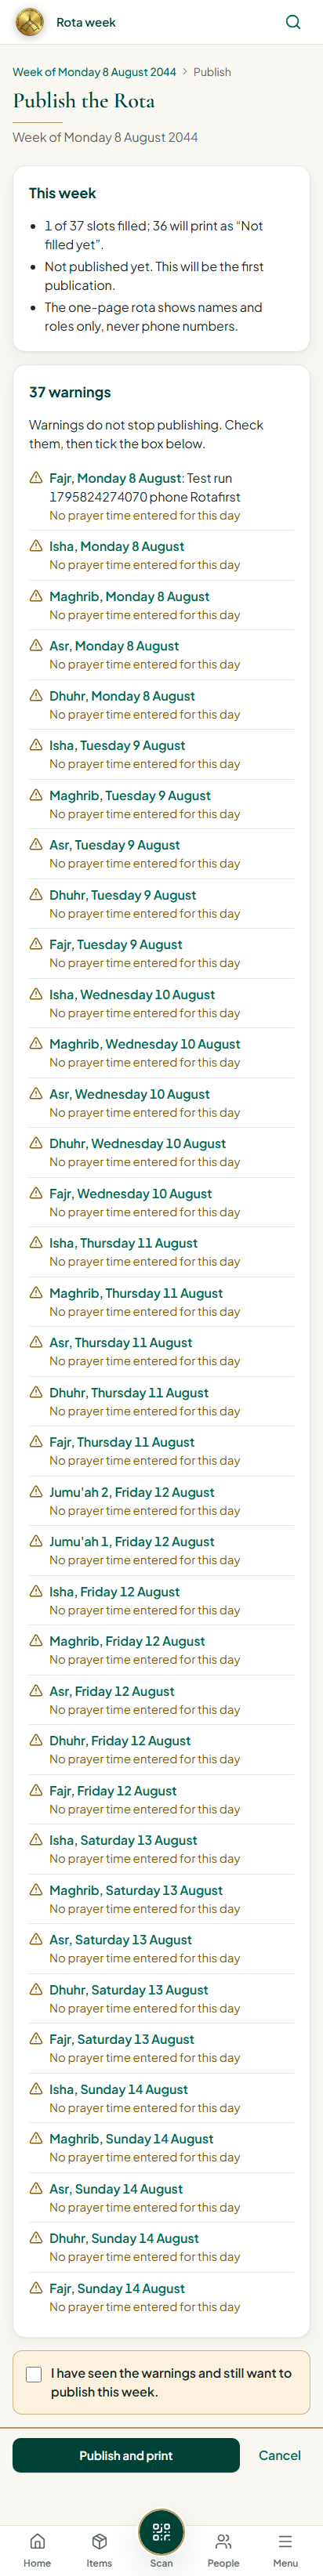 Rota week
Week of Monday 8 August 2044 > Publish
Publish the Rota
Week of Monday 8 August 2044
This week
• 1 of 37 slots filled; 36 will print as “Not
filled yet”.
• Not published yet. This will be the first
publication.
• The one-page rota shows names and
roles only, never phone numbers.
37 warnings
Warnings do not stop publishing. Check
them, then tick the box below.
Fajr, Monday 8 August: Test run
1795824274070 phone Rotafirst
No prayer time entered for this day
Isha, Monday 8 August
No prayer time entered for this day
Maghrib, Monday 8 August
No prayer time entered for this day
Asr, Monday 8 August
No prayer time entered for this day
Dhuhr, Monday 8 August
No prayer time entered for this day
Isha, Tuesday 9 August
No prayer time entered for this day
Maghrib, Tuesday 9 August
No prayer time entered for this day
Asr, Tuesday 9 August
No prayer time entered for this day
Dhuhr, Tuesday 9 August
No prayer time entered for this day
Fajr, Tuesday 9 August
No prayer time entered for this day
Isha, Wednesday 10 August
No prayer time entered for this day
Maghrib, Wednesday 10 August
No prayer time entered for this day
Asr, Wednesday 10 August
No prayer time entered for this day
Dhuhr, Wednesday 10 August
No prayer time entered for this day
Fajr, Wednesday 10 August
No prayer time entered for this day
Isha, Thursday 11 August
No prayer time entered for this day
Maghrib, Thursday 11 August
No prayer time entered for this day
Asr, Thursday 11 August
No prayer time entered for this day
Dhuhr, Thursday 11 August
No prayer time entered for this day
Fajr, Thursday 11 August
No prayer time entered for this day
Jumu'ah 2, Friday 12 August
No prayer time entered for this day
Jumu'ah 1, Friday 12 August
No prayer time entered for this day
Isha, Friday 12 August
No prayer time entered for this day
Maghrib, Friday 12 August
No prayer time entered for this day
Asr, Friday 12 August
No prayer time entered for this day
Dhuhr, Friday 12 August
No prayer time entered for this day
Fajr, Friday 12 August
No prayer time entered for this day
Isha, Saturday 13 August
No prayer time entered for this day
Maghrib, Saturday 13 August
No prayer time entered for this day
Asr, Saturday 13 August
No prayer time entered for this day
Dhuhr, Saturday 13 August
No prayer time entered for this day
Fajr, Saturday 13 August
No prayer time entered for this day
Isha, Sunday 14 August
No prayer time entered for this day
Maghrib, Sunday 14 August
No prayer time entered for this day
Asr, Sunday 14 August
No prayer time entered for this day
Dhuhr, Sunday 14 August
No prayer time entered for this day
Fajr, Sunday 14 August
No prayer time entered for this day
I have seen the warnings and still want to
publish this week.
Publish and print
Cancel
Home
Items
Scan
People
Menu